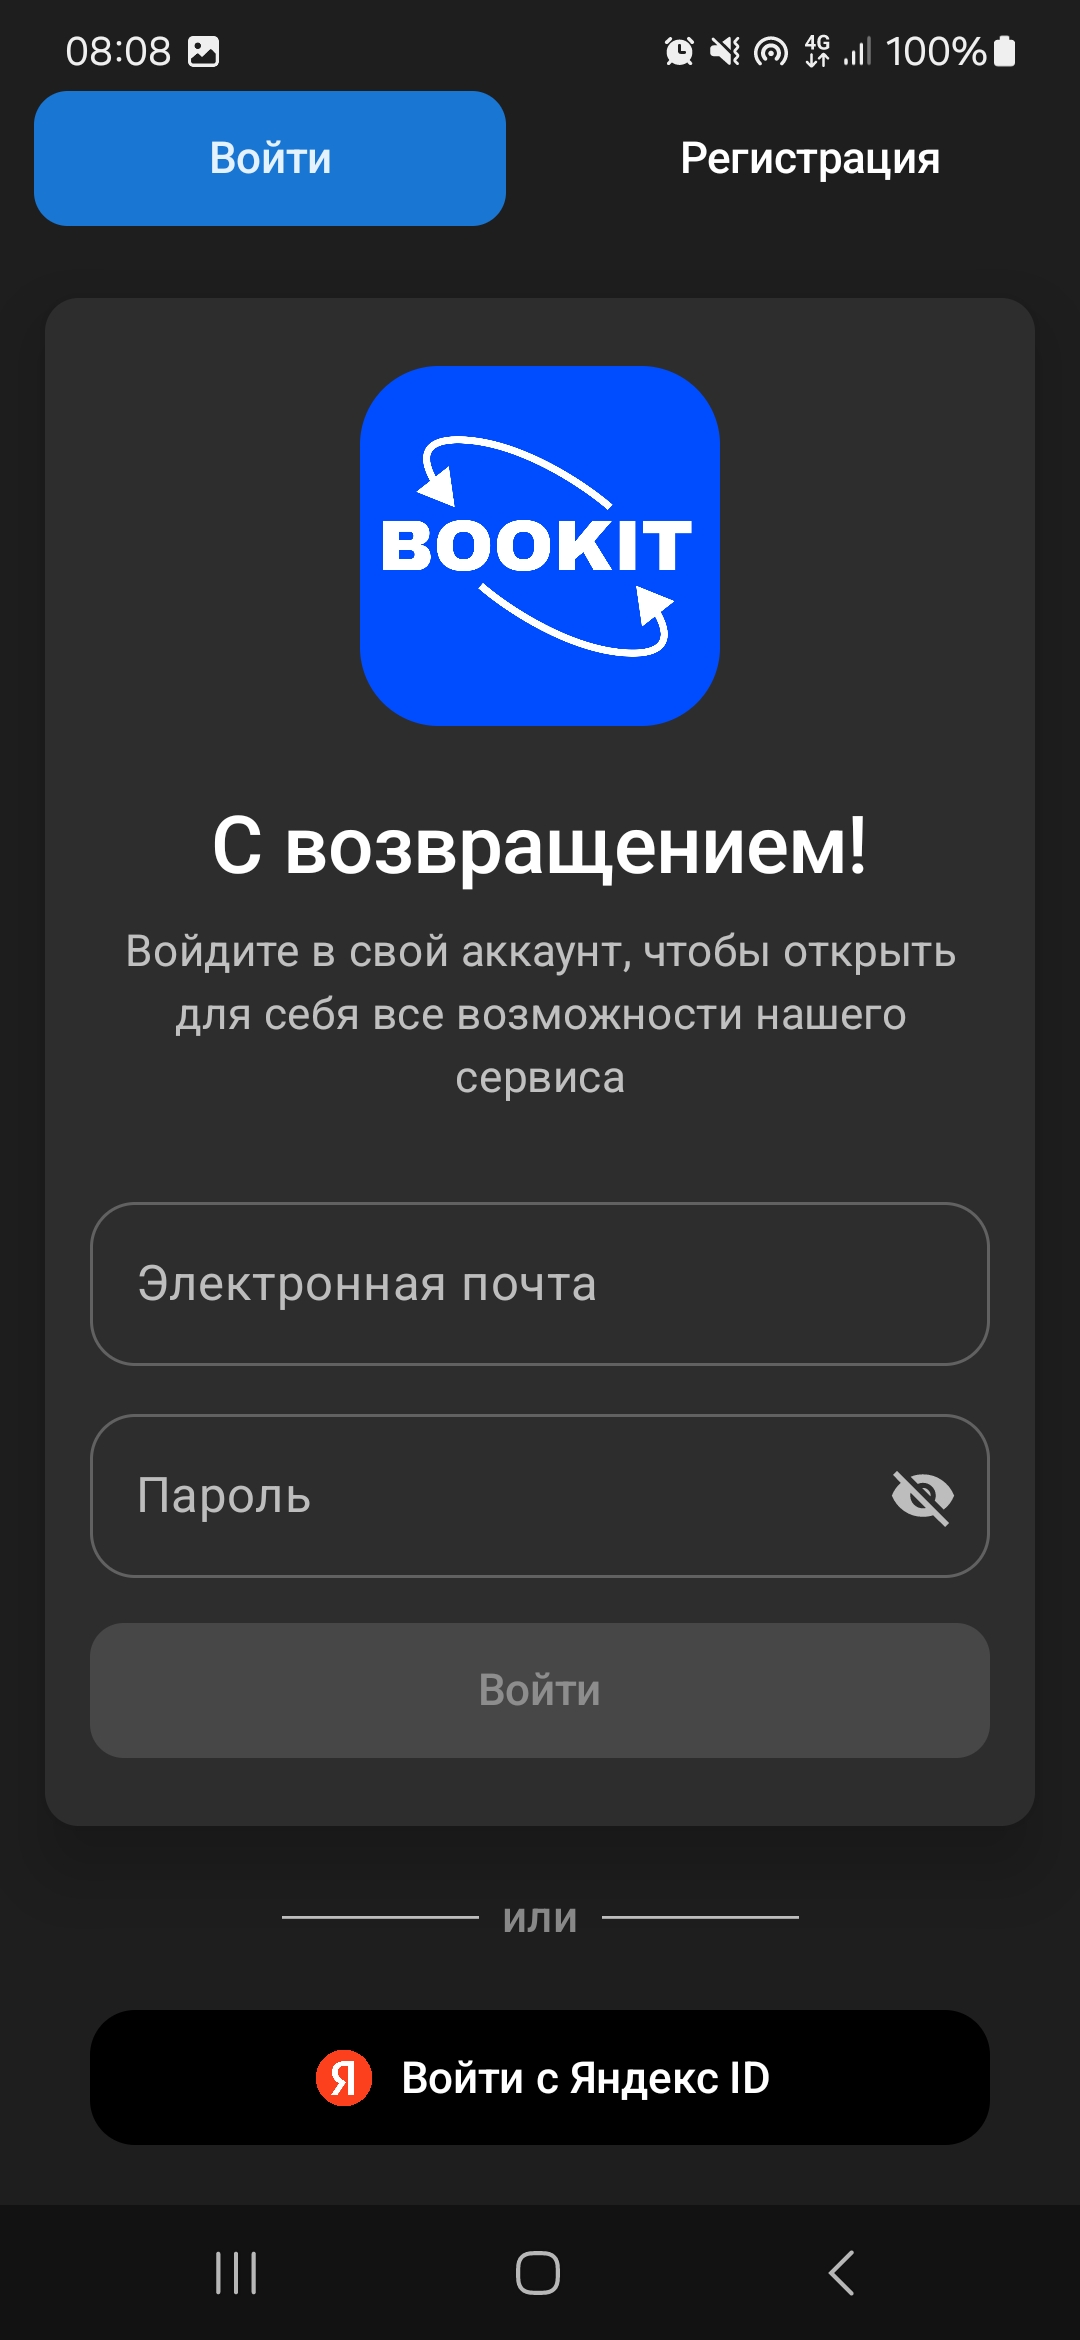 08:08
4G
100%
Войти
Регистрация
BOOKIT
С возвращением!
Войдите в свой аккаунт, чтобы открыть
для себя все возможности нашего
сервиса
Электронная почта
Пароль
Войти
или
Я Войти с Яндекс ID